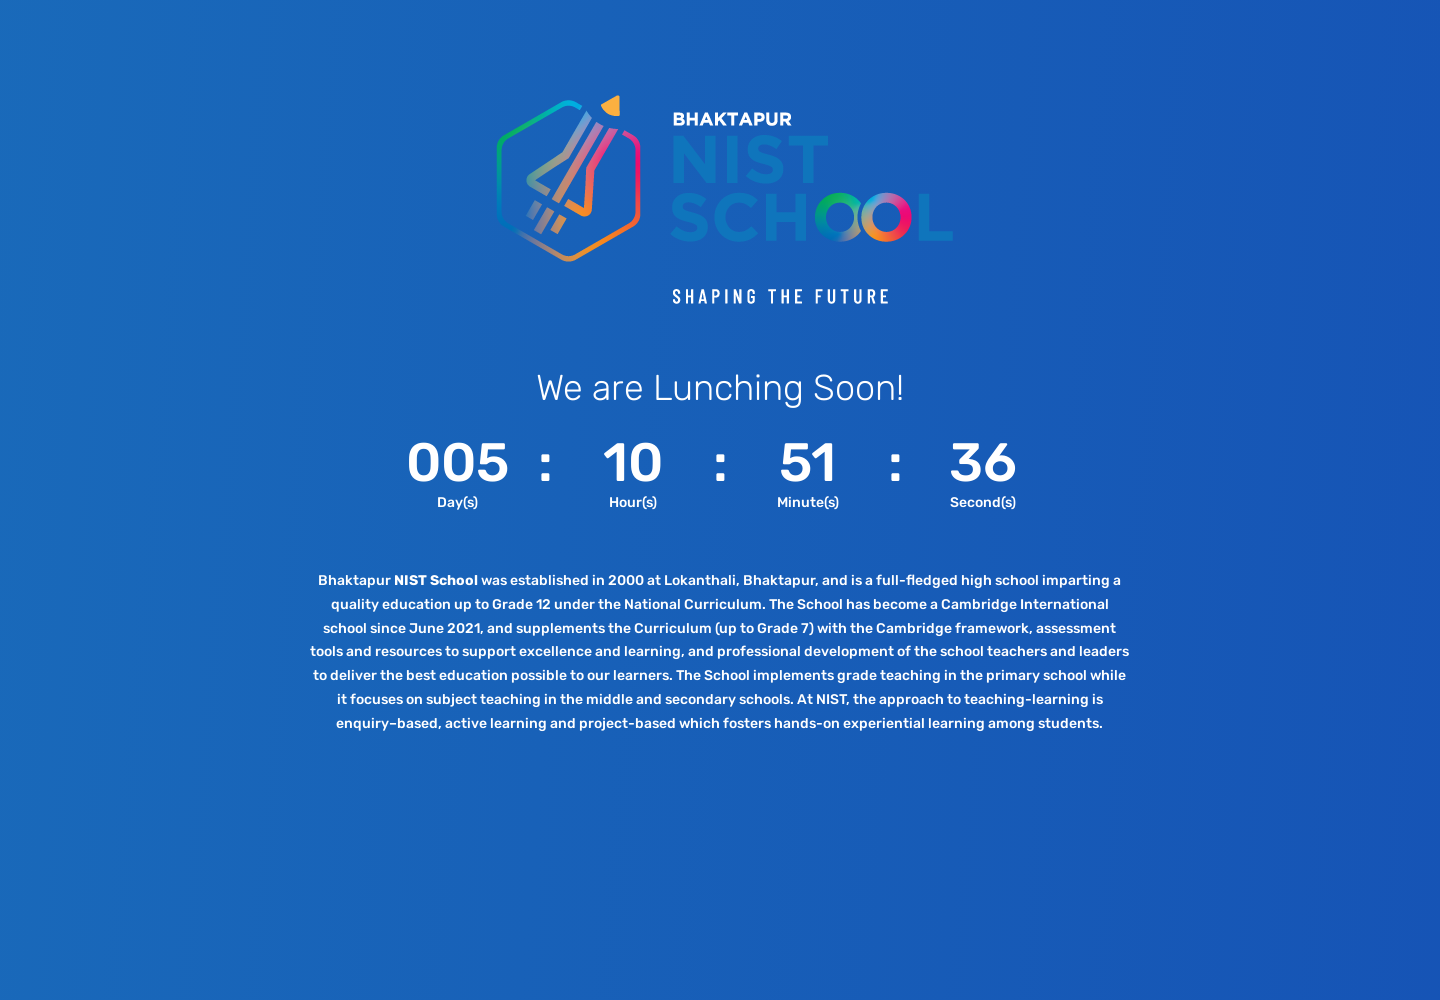 BHAKTAPUR
NIST
SCHOOL
SHAPING THE FUTURE
We are Lunching Soon!
005 : 10 : 51 : 36
Day(s) Hour(s) Minute(s) Second(s)
Bhaktapur NIST School was established in 2000 at Lokanthali, Bhaktapur, and is a full-fledged high school imparting a
quality education up to Grade 12 under the National Curriculum. The School has become a Cambridge International
school since June 2021, and supplements the Curriculum (up to Grade 7) with the Cambridge framework, assessment
tools and resources to support excellence and learning, and professional development of the school teachers and leaders
to deliver the best education possible to our learners. The School implements grade teaching in the primary school while
it focuses on subject teaching in the middle and secondary schools. At NIST, the approach to teaching-learning is
enquiry–based, active learning and project-based which fosters hands-on experiential learning among students.